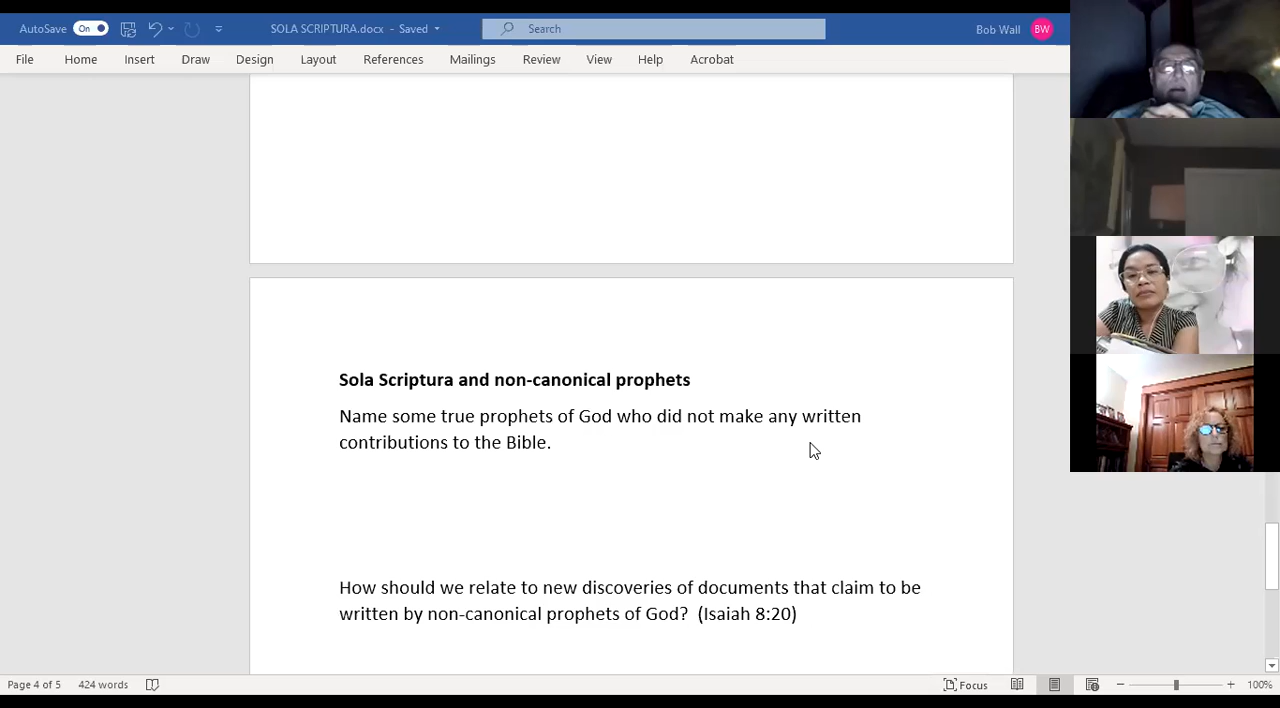 AutoSave On SOLA SCRIPTURA.docx - Saved Search Bob Wall BW
File Home Insert Draw Design Layout References Mailings Review View Help Acrobat
Sola Scriptura and non-canonical prophets
Name some true prophets of God who did not make any written
contributions to the Bible.
How should we relate to new discoveries of documents that claim to be
written by non-canonical prophets of God?  (Isaiah 8:20)
Page 4 of 5 424 words Focus 100%